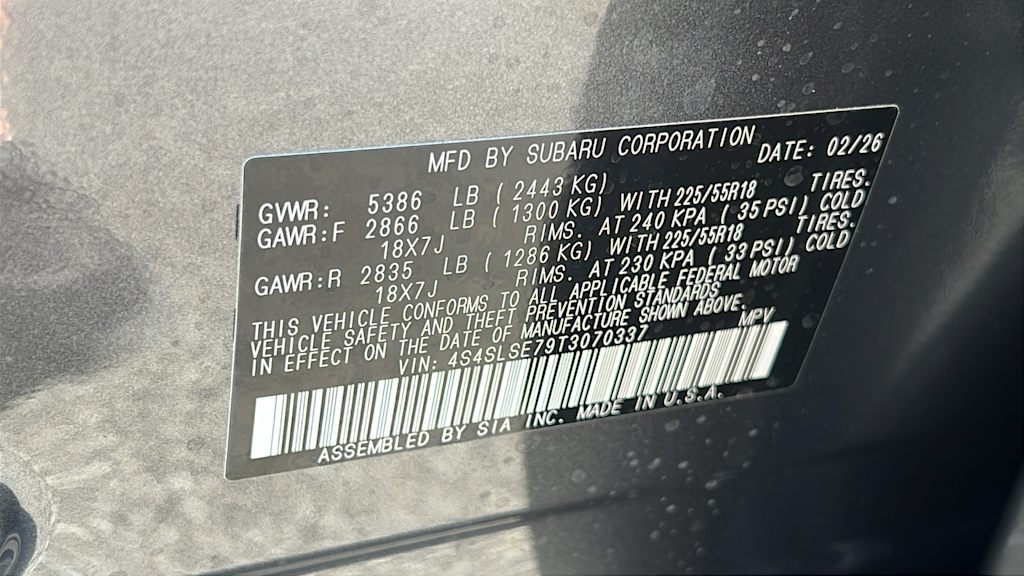 MFD BY SUBARU CORPORATION
DATE: 02/26
GVWR: 5386 LB ( 2443 KG)
GAWR:F 2866 LB ( 1300 KG) WITH 225/55R18 TIRES.
18X7J RIMS. AT 240 KPA ( 35 PSI) COLD
GAWR:R 2835 LB ( 1286 KG) WITH 225/55R18 TIRES.
18X7J RIMS. AT 230 KPA ( 33 PSI) COLD
THIS VEHICLE CONFORMS TO ALL APPLICABLE FEDERAL MOTOR
VEHICLE SAFETY AND THEFT PREVENTION STANDARDS
IN EFFECT ON THE DATE OF MANUFACTURE SHOWN ABOVE.
VIN: 4S4SLSE79T3070337 MPV
ASSEMBLED BY SIA INC. MADE IN U.S.A.